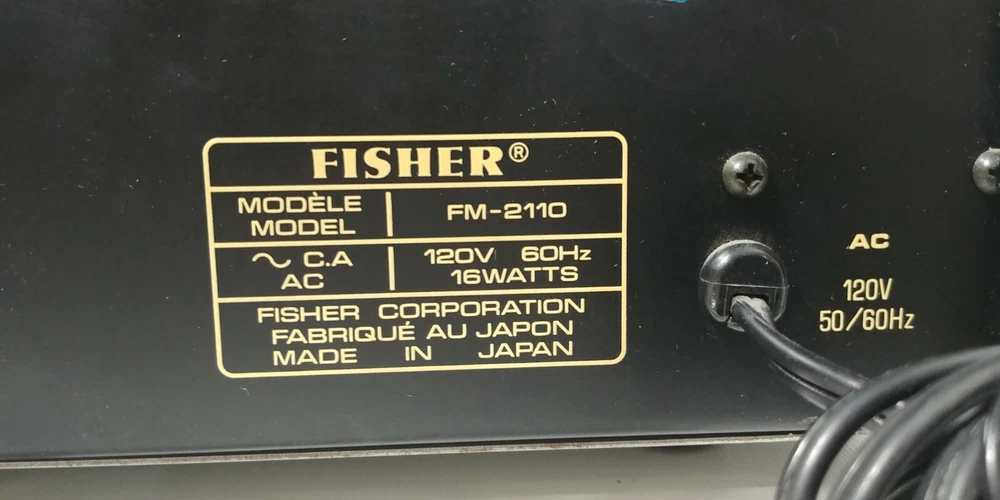 FISHER®
MODÈLE
MODEL
FM-2110
~ C.A
AC
120V 60Hz
16WATTS
FISHER CORPORATION
FABRIQUÉ AU JAPON
MADE IN JAPAN
AC
120V
50/60Hz